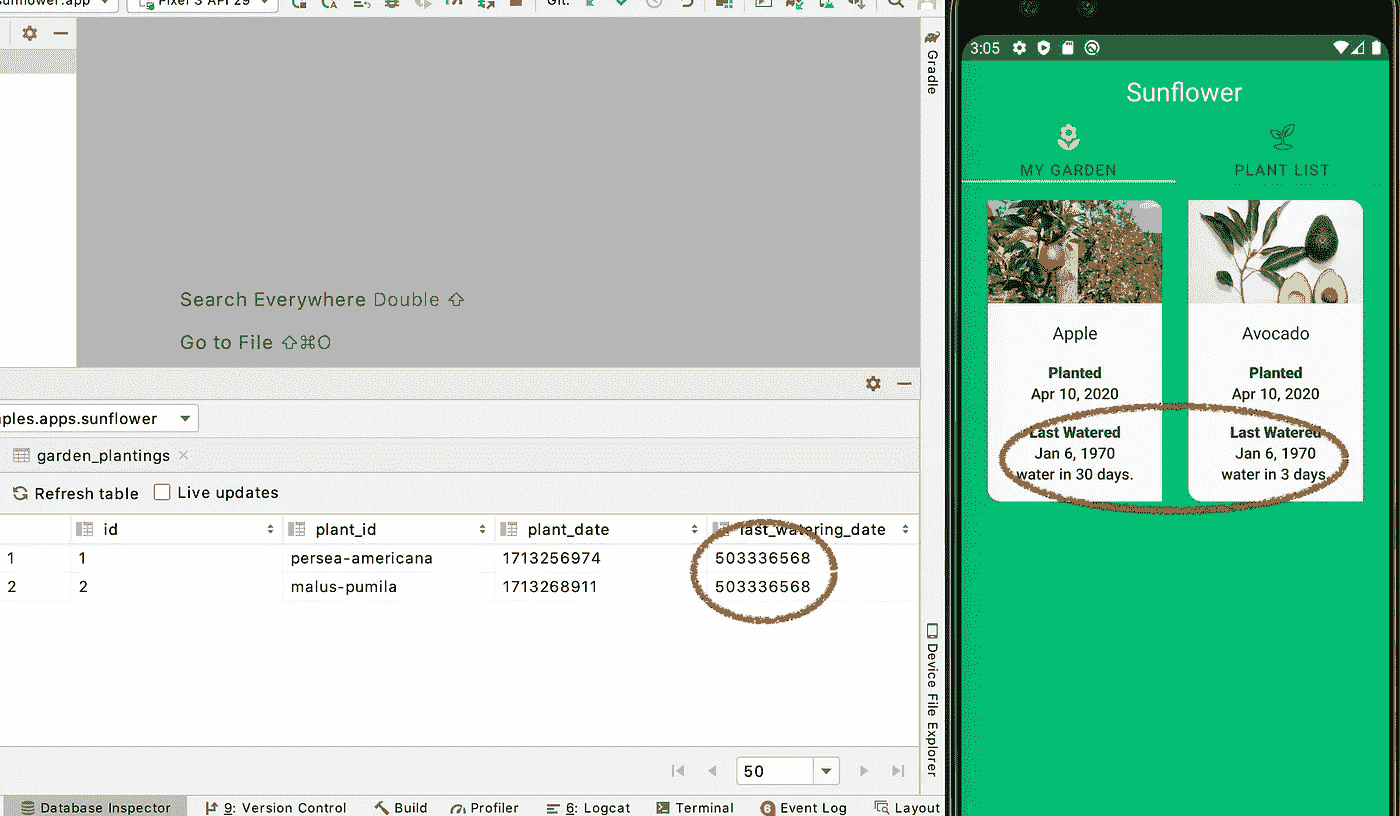 sunflower.app
Pixel 3 API 29
Git:
Gradle
Search Everywhere Double ⇧
Go to File ⇧⌘O
ples.apps.sunflower
garden_plantings
Refresh table Live updates
id plant_id plant_date last_watering_date
1 1 persea-americana 1713256974 503336568
2 2 malus-pumila 1713268911 503336568
50
Device File Explorer
Database Inspector 9: Version Control Build Profiler 6: Logcat Terminal 6 Event Log Layout
3:05
Sunflower
MY GARDEN PLANT LIST
Apple
Planted
Apr 10, 2020
Last Watered
Jan 6, 1970
water in 30 days.
Avocado
Planted
Apr 10, 2020
Last Watered
Jan 6, 1970
water in 3 days.